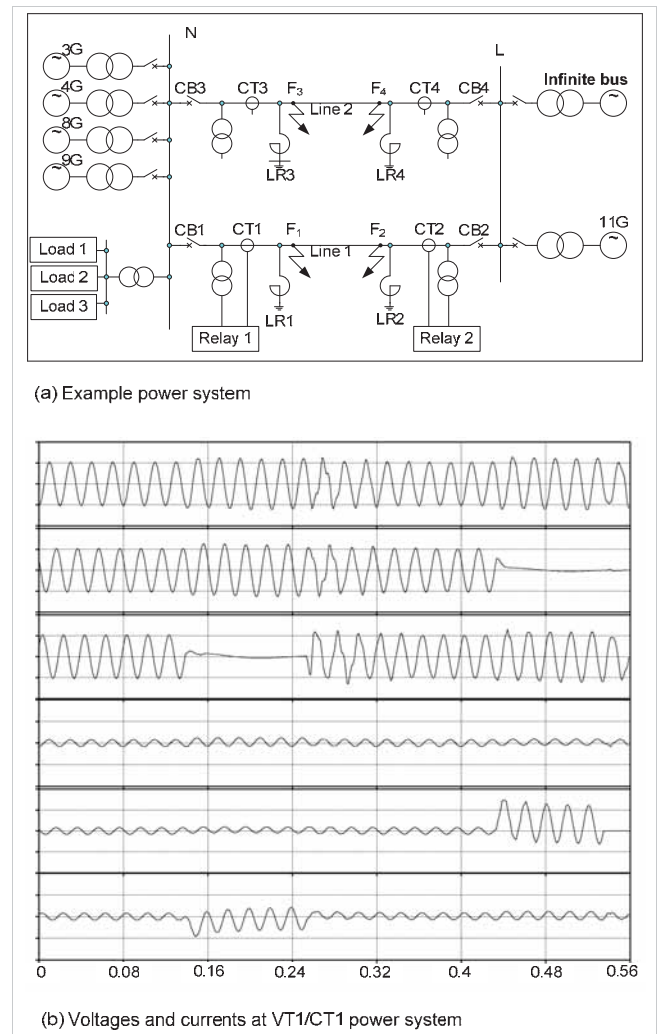 N
3G
4G
8G
9G
L
CB3
CT3
F3
F4
CT4
CB4
Infinite bus
Line 2
LR3
LR4
CB1
CT1
F1
F2
CT2
CB2
11G
Line 1
Load 1
Load 2
Load 3
LR1
LR2
Relay 1
Relay 2
(a) Example power system
0 0.08 0.16 0.24 0.32 0.4 0.48 0.56
(b) Voltages and currents at VT1/CT1 power system